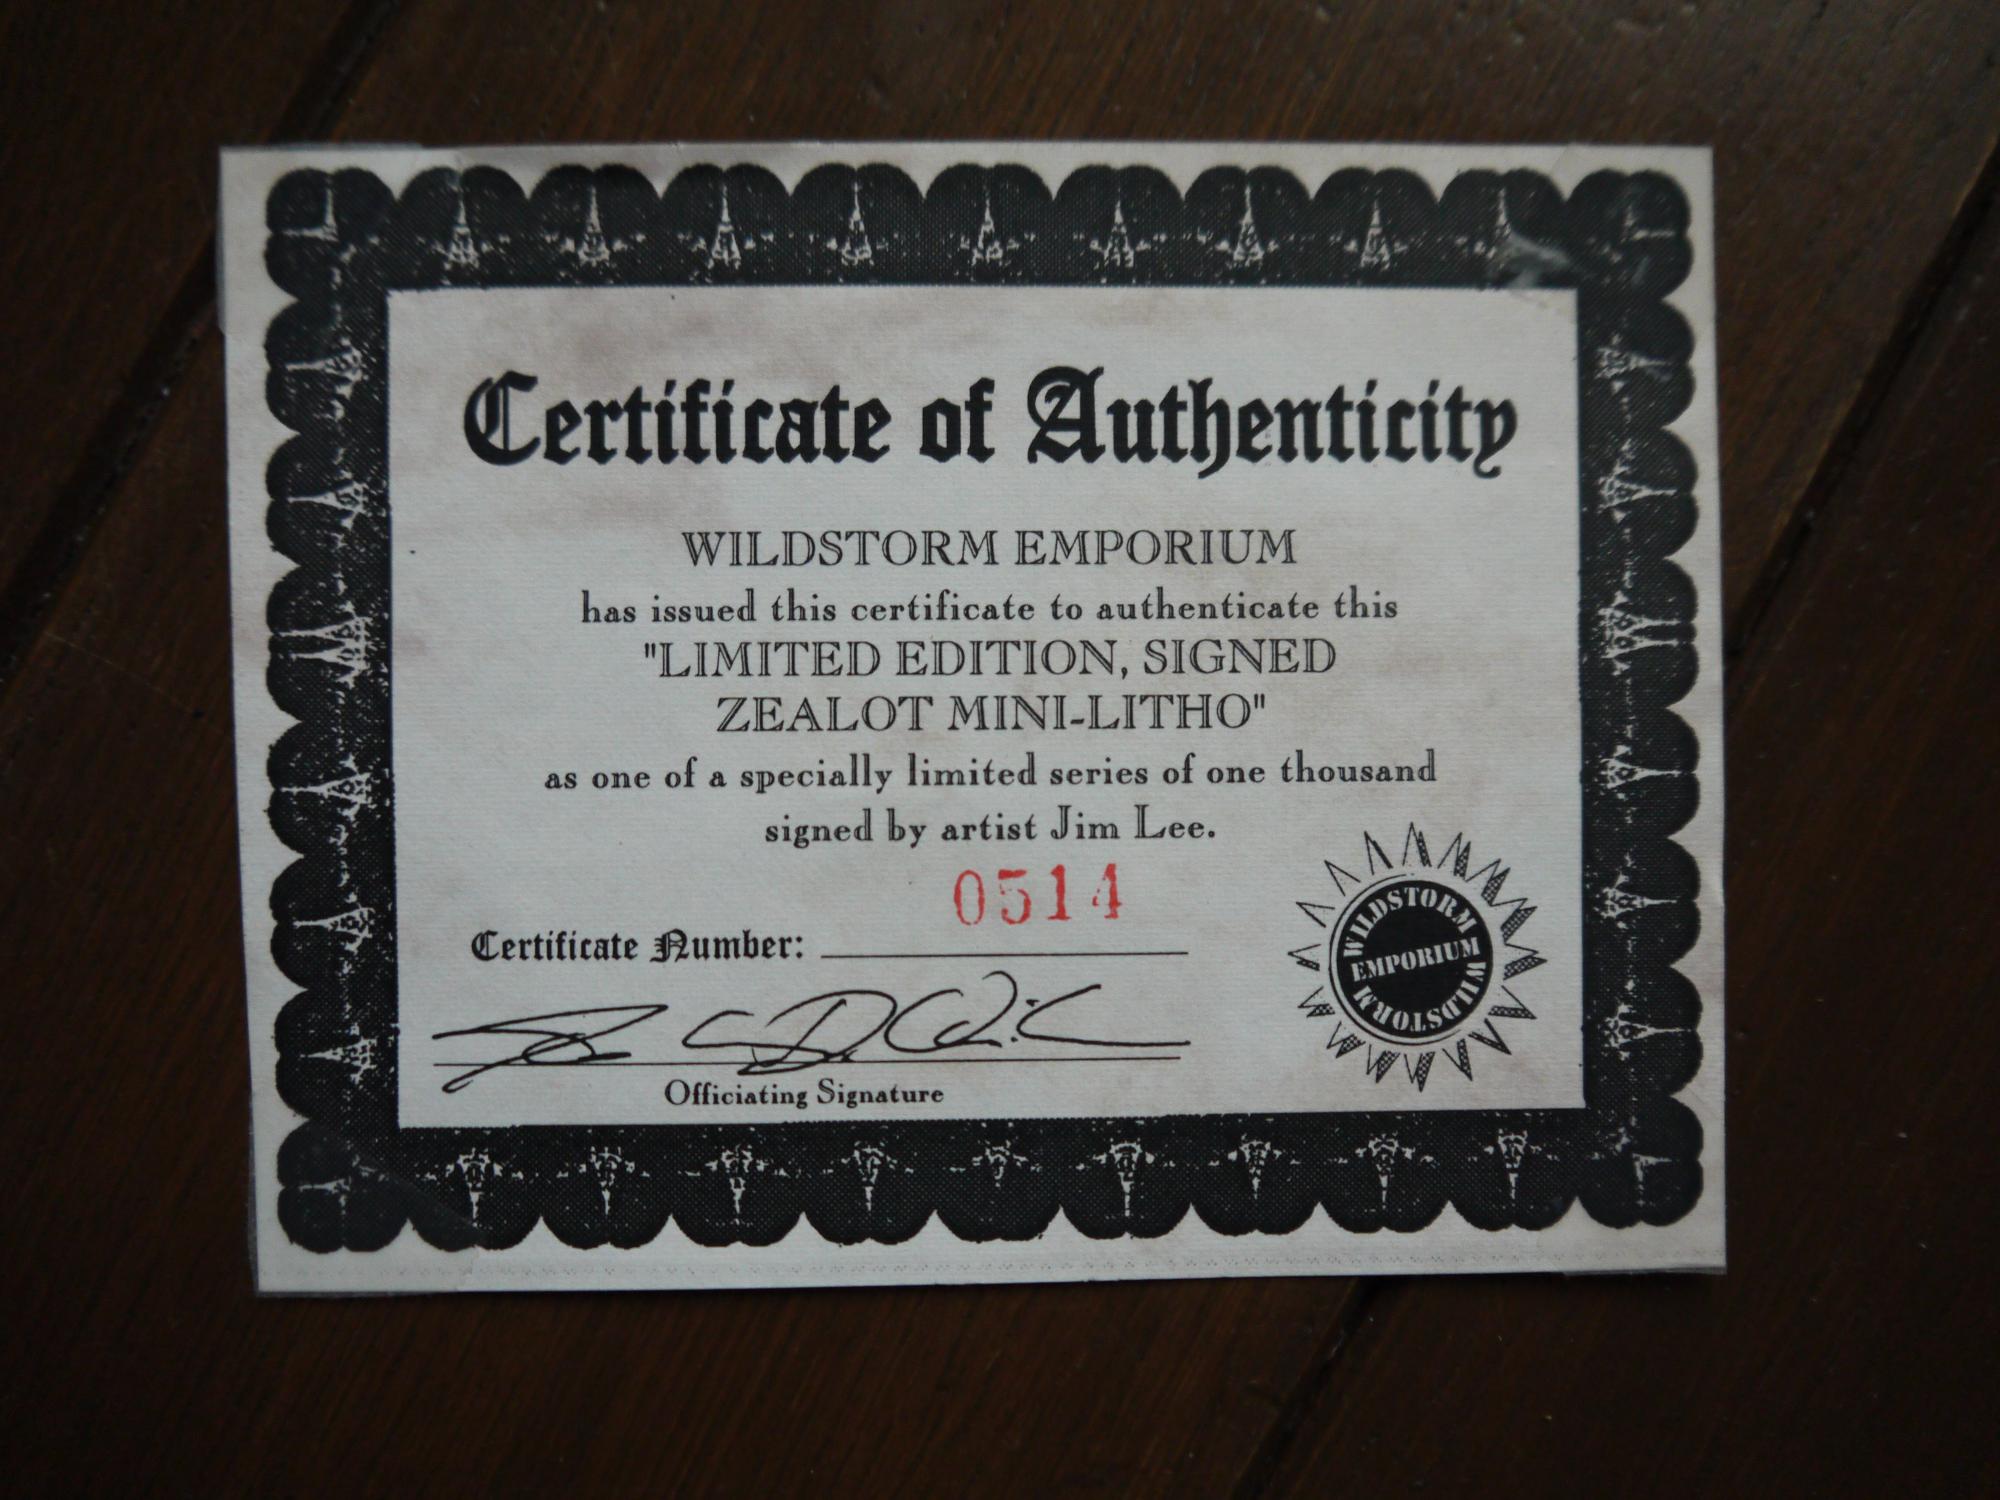 Certificate of Authenticity
WILDSTORM EMPORIUM
has issued this certificate to authenticate this
"LIMITED EDITION, SIGNED
ZEALOT MINI-LITHO"
as one of a specially limited series of one thousand
signed by artist Jim Lee.
0514
Certificate Number:
Officiating Signature
WILDSTORM
EMPORIUM
WILDSTORM